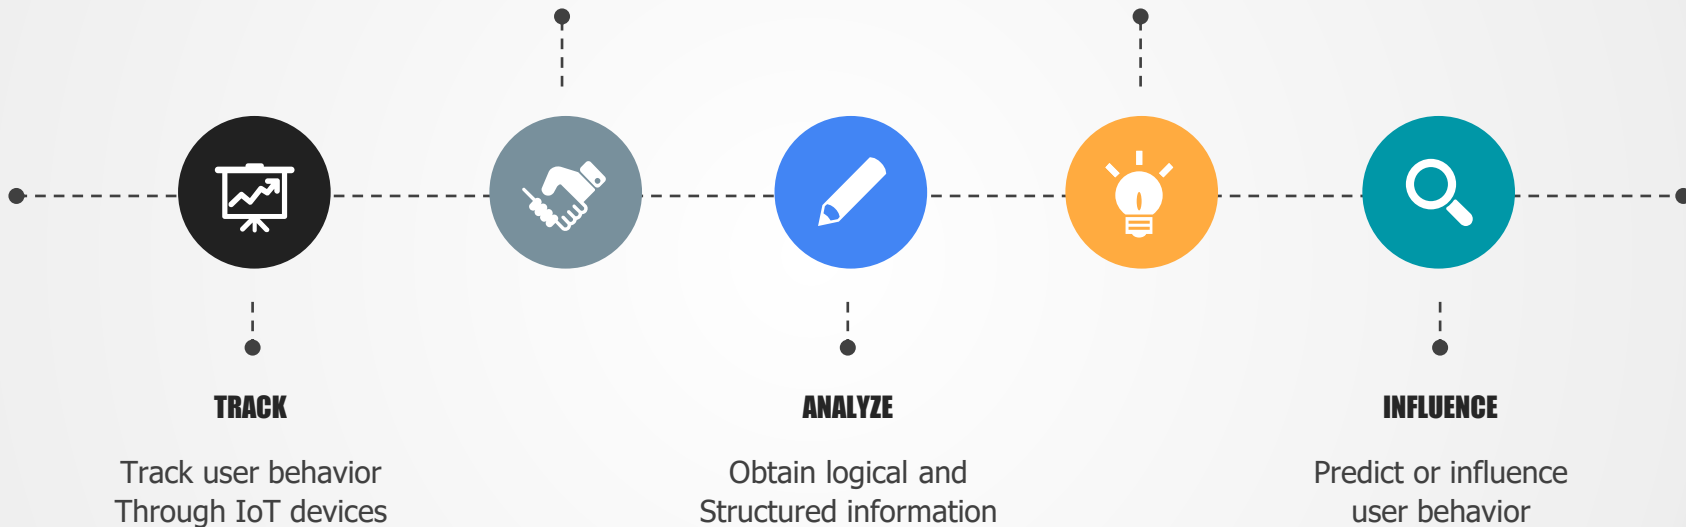 TRACK
Track user behavior
Through IoT devices
ANALYZE
Obtain logical and
Structured information
INFLUENCE
Predict or influence
user behavior